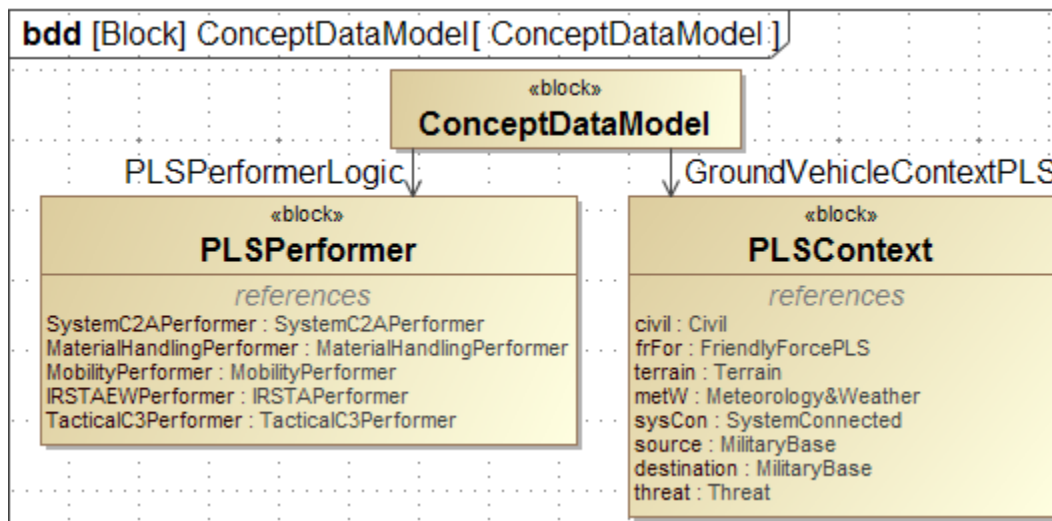 bdd [Block] ConceptDataModel[ ConceptDataModel ]
«block»
ConceptDataModel
PLSPerformerLogic
GroundVehicleContextPLS
«block»
PLSPerformer
references
SystemC2APerformer : SystemC2APerformer
MaterialHandlingPerformer : MaterialHandlingPerformer
MobilityPerformer : MobilityPerformer
IRSTAEWPerformer : IRSTAPerformer
TacticalC3Performer : TacticalC3Performer
«block»
PLSContext
references
civil : Civil
frFor : FriendlyForcePLS
terrain : Terrain
metW : Meteorology&Weather
sysCon : SystemConnected
source : MilitaryBase
destination : MilitaryBase
threat : Threat